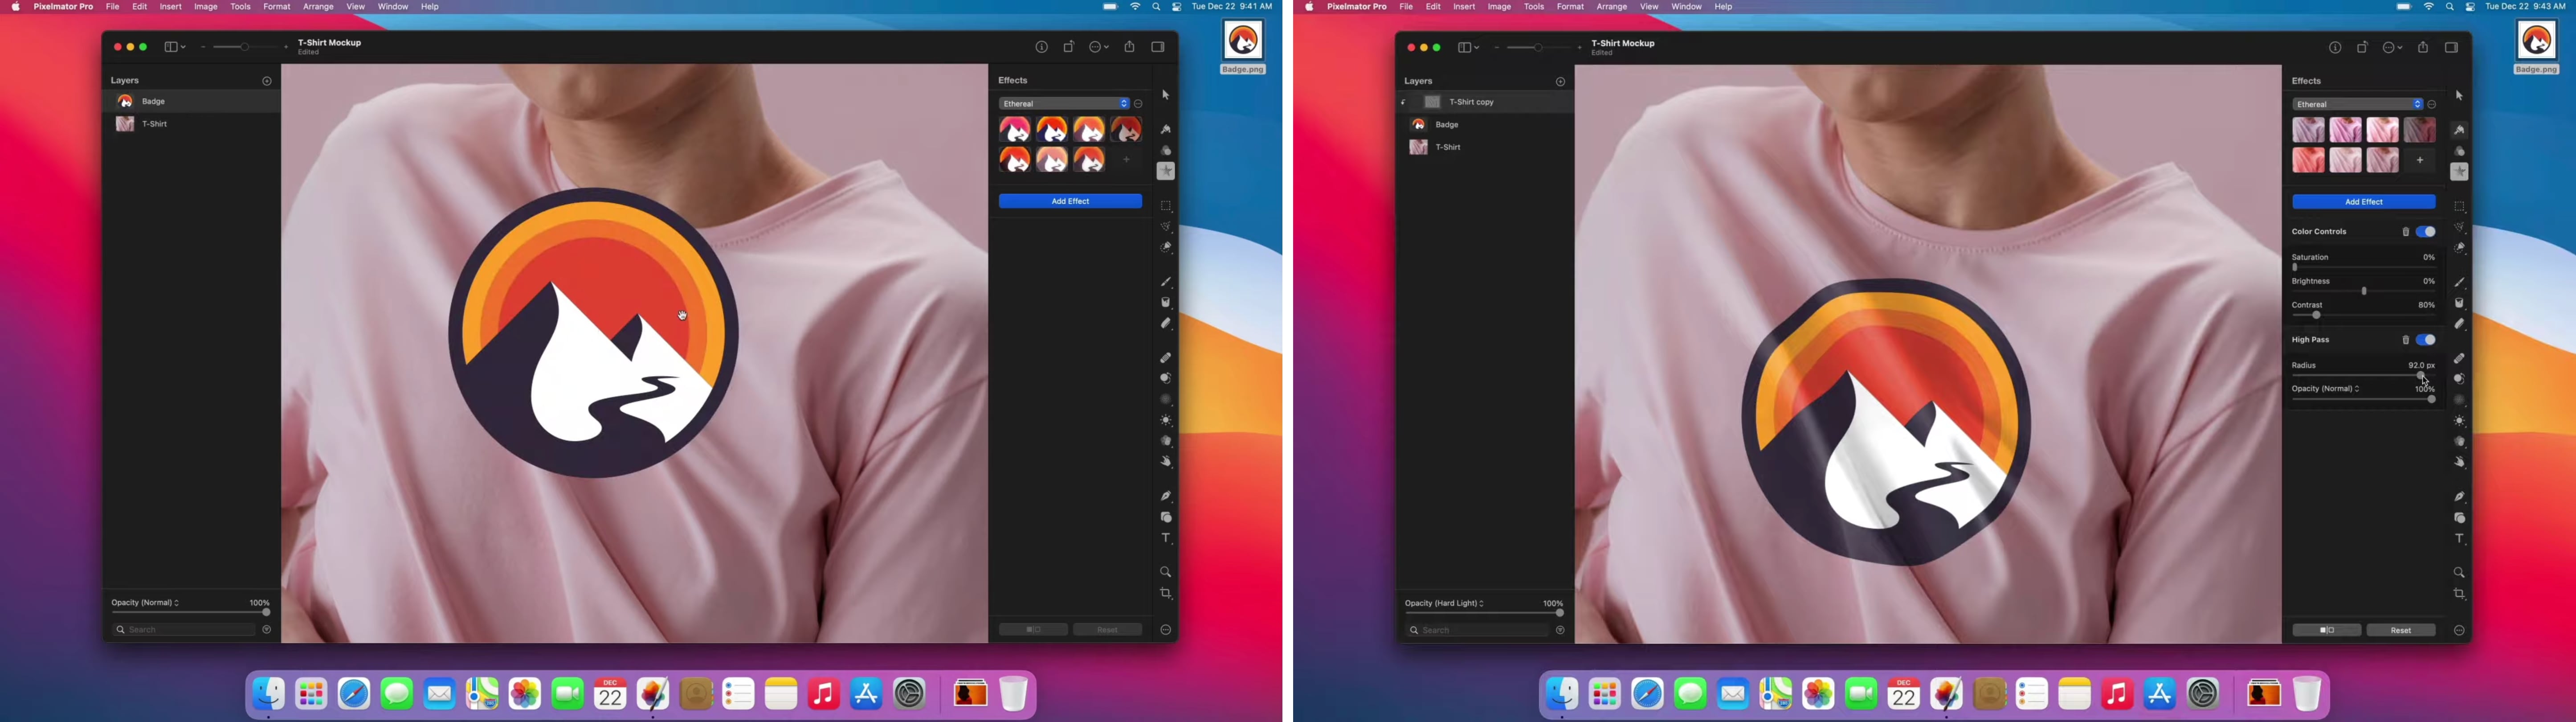 Pixelmator Pro File Edit Insert Image Tools Format Arrange View Window Help
Tue Dec 22 9:41 AM
Badge.png
T-Shirt Mockup
Edited
Layers
Badge
T-Shirt
Opacity (Normal)
100%
Search
Effects
Ethereal
Add Effect
Reset
DEC
22
Pixelmator Pro File Edit Insert Image Tools Format Arrange View Window Help
Tue Dec 22 9:43 AM
Badge.png
T-Shirt Mockup
Edited
Layers
T-Shirt copy
Badge
T-Shirt
Opacity (Hard Light)
100%
Search
Effects
Ethereal
Add Effect
Color Controls
Saturation 0%
Brightness 0%
Contrast 80%
High Pass
Radius 92.0 px
Opacity (Normal) 100%
Reset
DEC
22